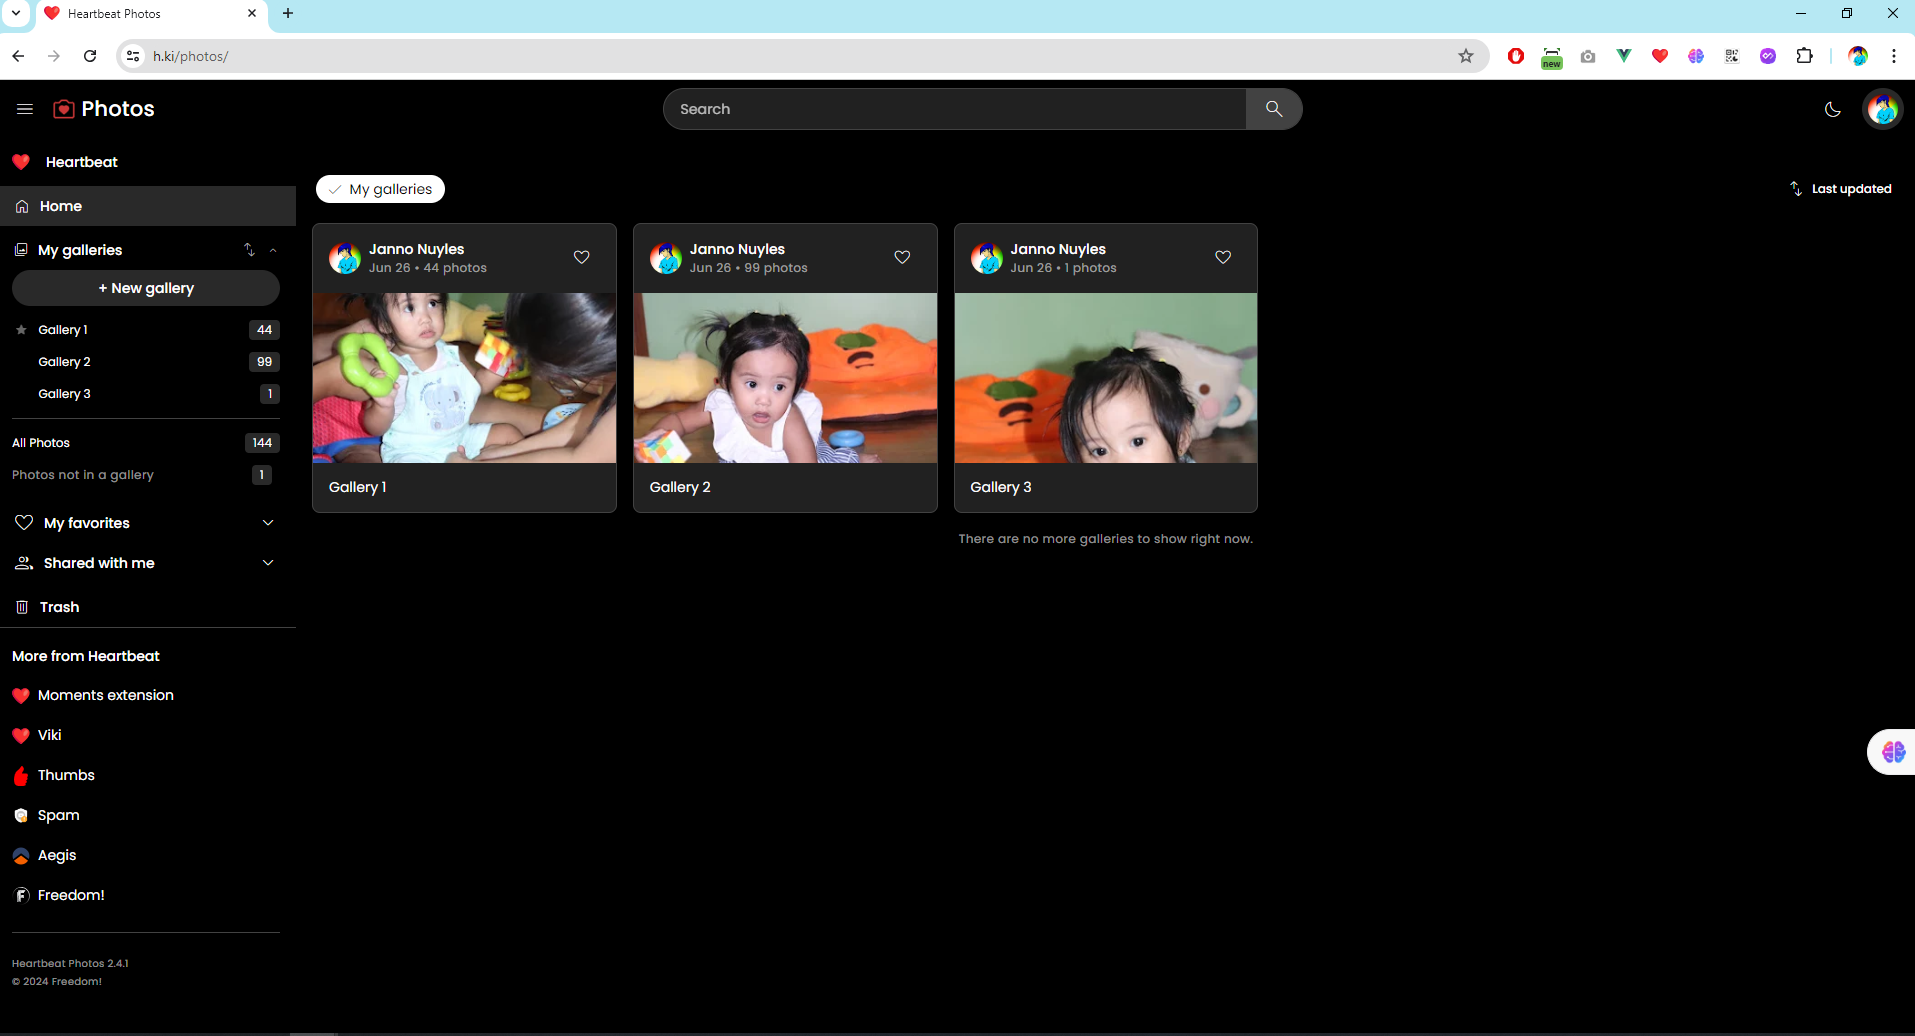 Heartbeat Photos
h.ki/photos/
new
Photos
Search
Heartbeat
Home
My galleries
+ New gallery
Gallery 1 44
Gallery 2 99
Gallery 3 1
All Photos 144
Photos not in a gallery 1
My favorites
Shared with me
Trash
More from Heartbeat
Moments extension
Viki
Thumbs
Spam
Aegis
Freedom!
Heartbeat Photos 2.4.1
© 2024 Freedom!
My galleries
Last updated
Janno Nuyles
Jun 26 • 44 photos
Gallery 1
Janno Nuyles
Jun 26 • 99 photos
Gallery 2
Janno Nuyles
Jun 26 • 1 photos
Gallery 3
There are no more galleries to show right now.